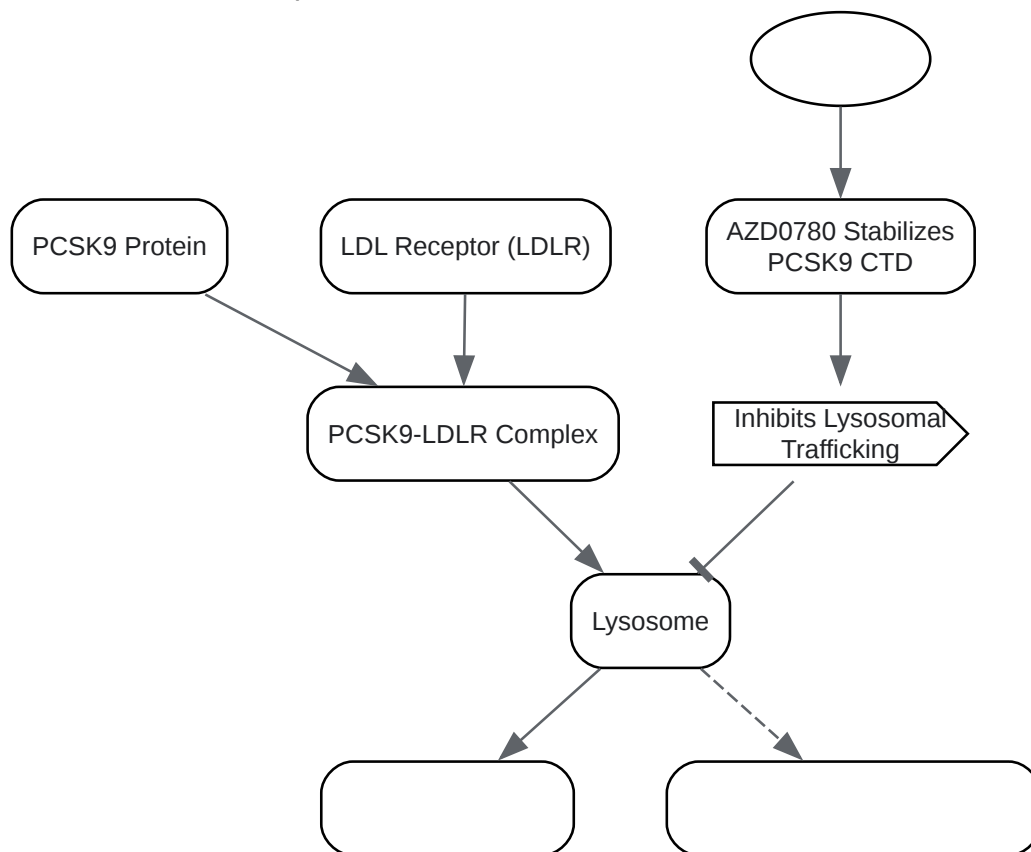 PCSK9 Protein
LDL Receptor (LDLR)
AZD0780 Stabilizes
PCSK9 CTD
PCSK9-LDLR Complex
Inhibits Lysosomal
Trafficking
Lysosome